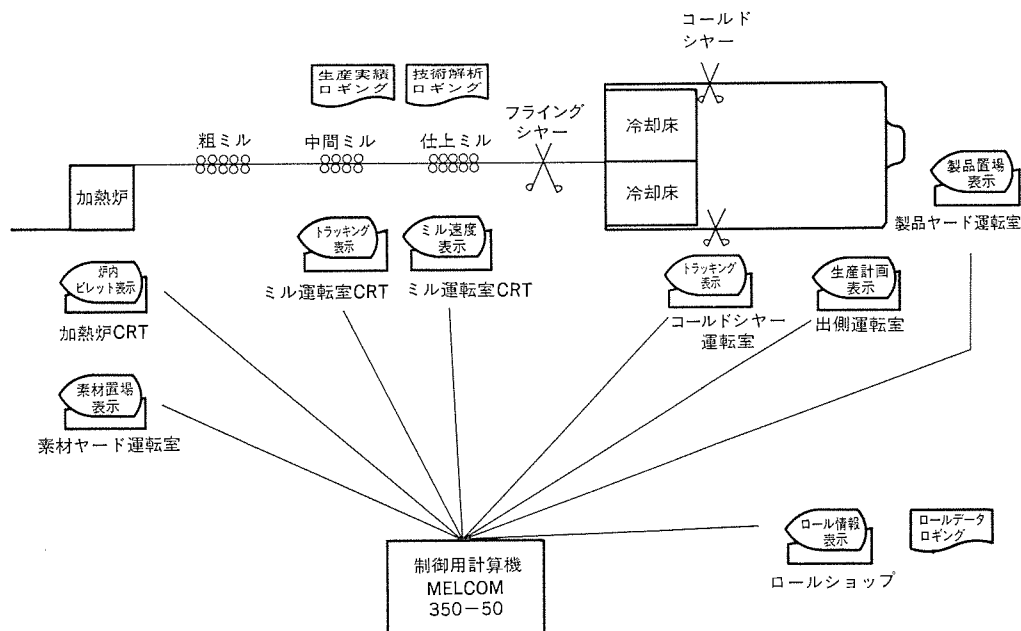 コールド
シヤー
生産実績
ロギング
技術解析
ロギング
フライング
シヤー
粗ミル
中間ミル
仕上ミル
冷却床
冷却床
加熱炉
製品置場
表示
製品ヤード運転室
トラッキング
表示
ミル運転室CRT
ミル速度
表示
ミル運転室CRT
トラッキング
表示
コールドシヤー
運転室
生産計画
表示
出側運転室
炉内
ビレット表示
加熱炉CRT
素材置場
表示
素材ヤード運転室
制御用計算機
MELCOM
350-50
ロール情報
表示
ロールショップ
ロールデータ
ロギング